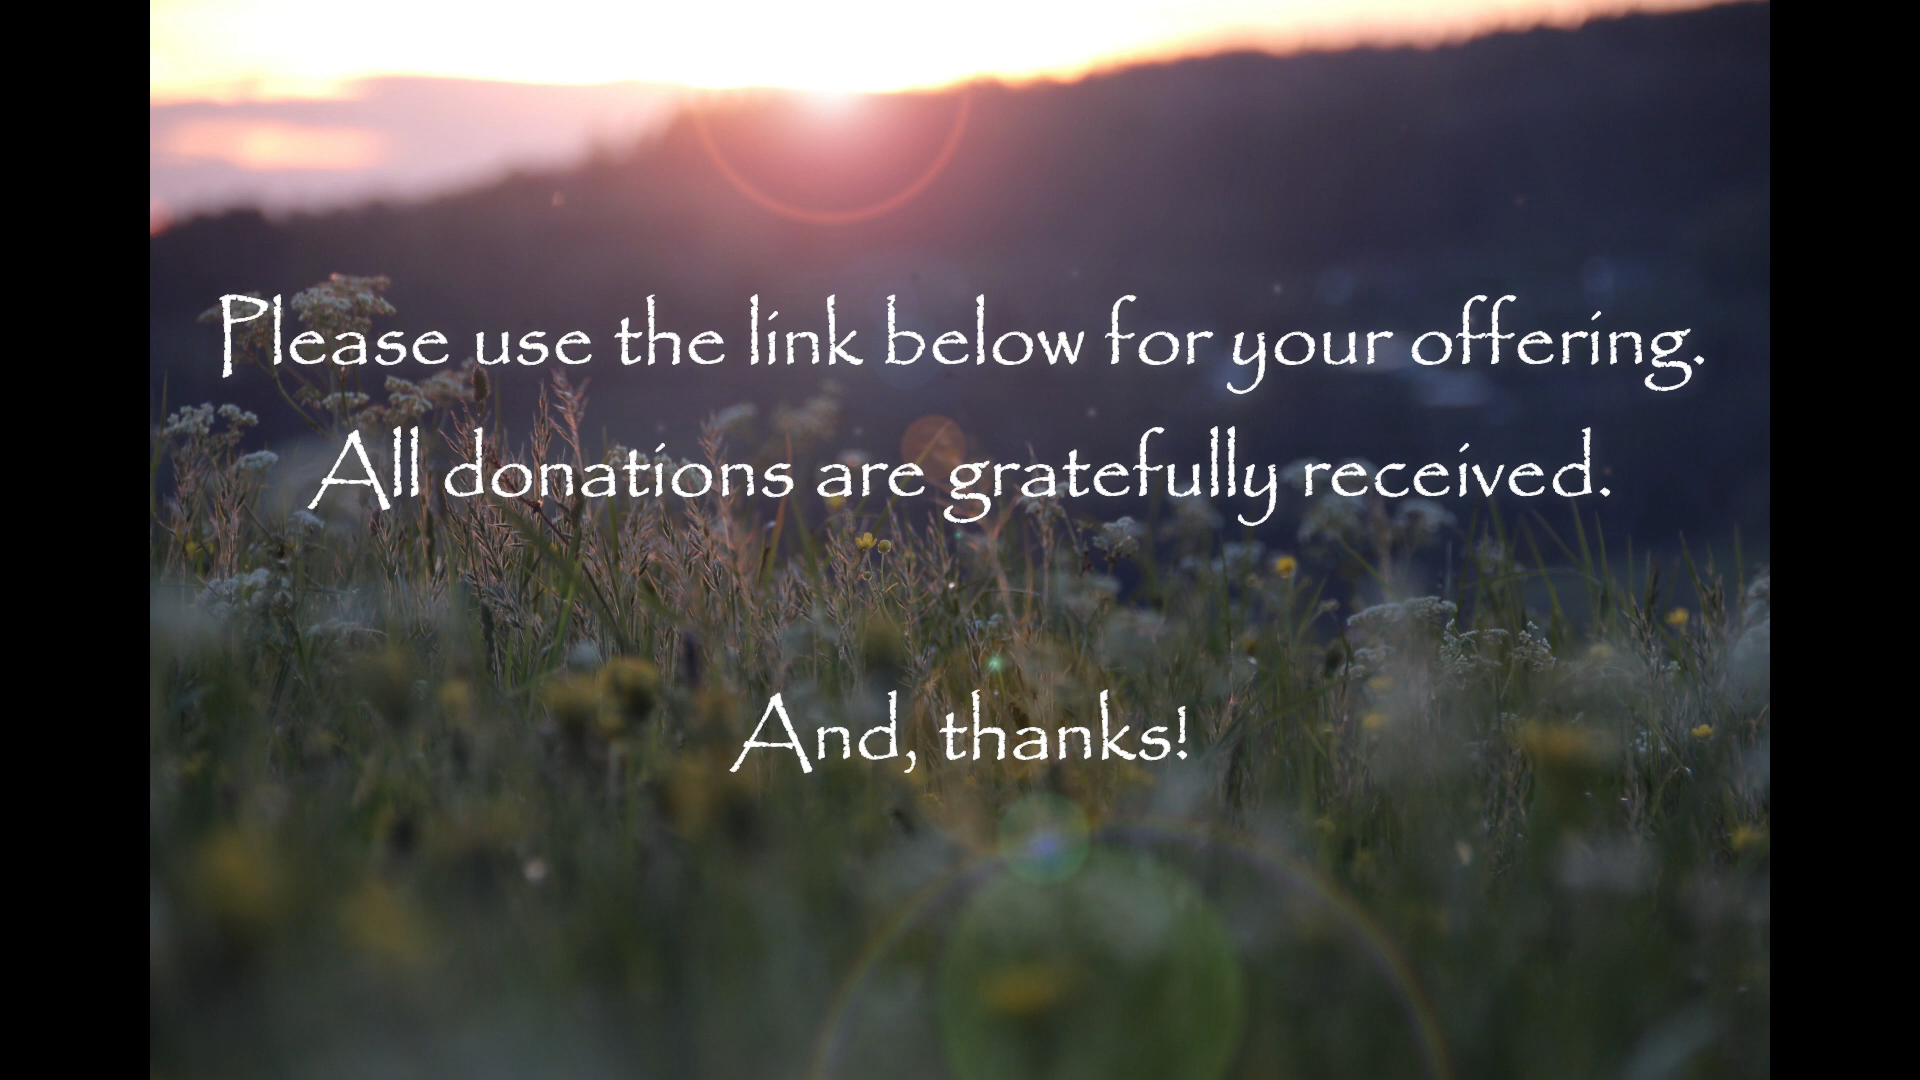 Please use the link below for your offering.
All donations are gratefully received.
And, thanks!